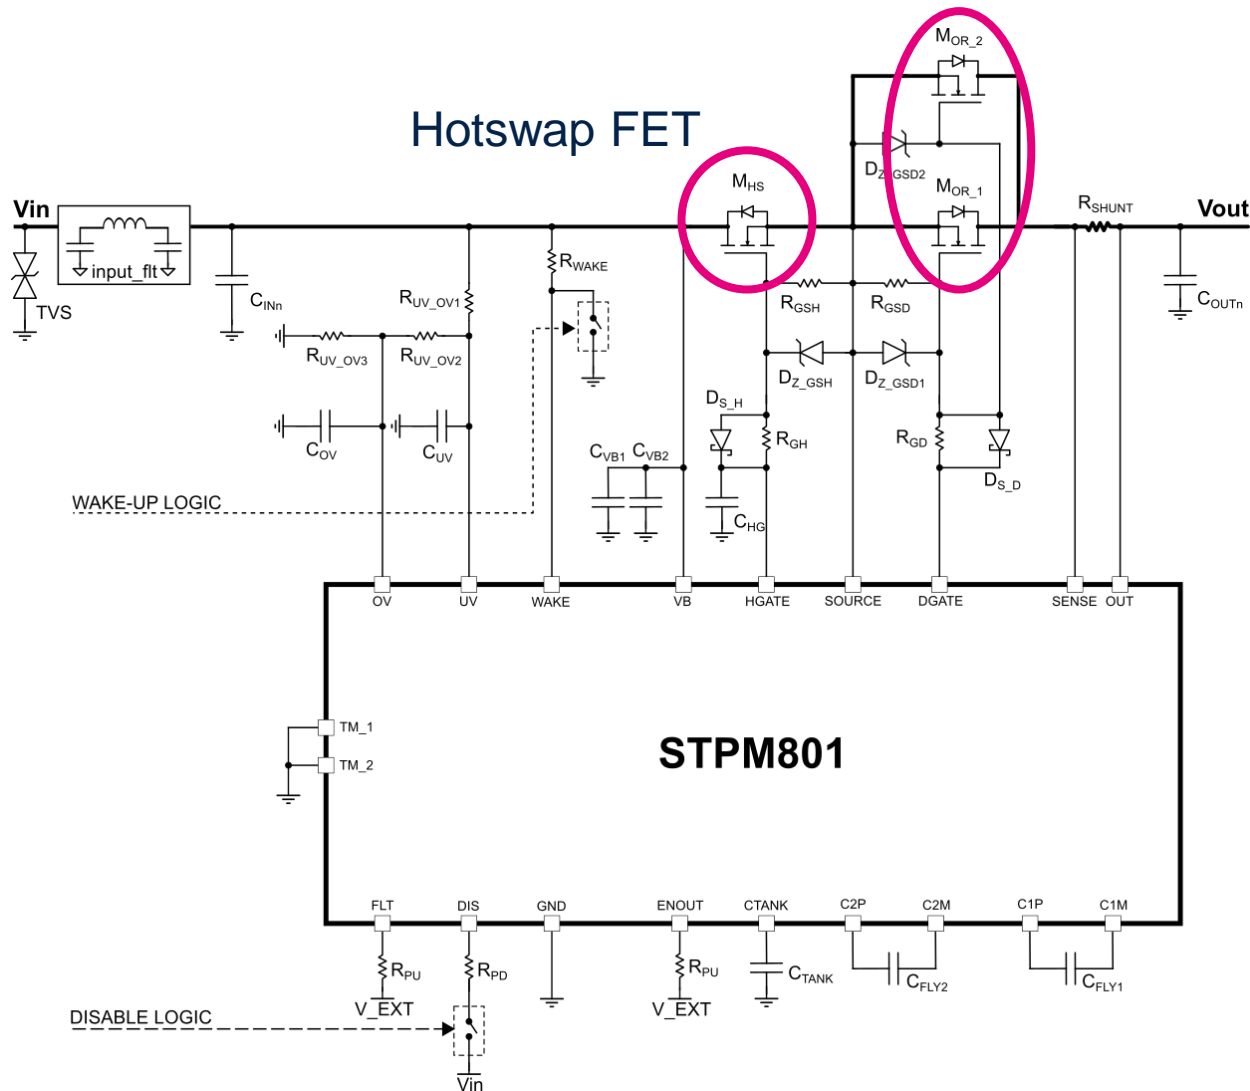 M_OR_2
Hotswap FET
D_Z_GSD2
M_HS
M_OR_1
R_SHUNT
Vin
Vout
input_flt
R_WAKE
TVS
C_INn
R_UV_OV1
R_GSH
R_GSD
C_OUTn
R_UV_OV3
R_UV_OV2
D_Z_GSH
D_Z_GSD1
D_S_H
R_GH
R_GD
C_OV
C_UV
C_VB1
C_VB2
D_S_D
WAKE-UP LOGIC
C_HG
OV
UV
WAKE
VB
HGATE
SOURCE
DGATE
SENSE
OUT
TM_1
TM_2
STPM801
FLT
DIS
GND
ENOUT
CTANK
C2P
C2M
C1P
C1M
R_PU
R_PD
R_PU
C_TANK
C_FLY2
C_FLY1
V_EXT
V_EXT
DISABLE LOGIC
Vin